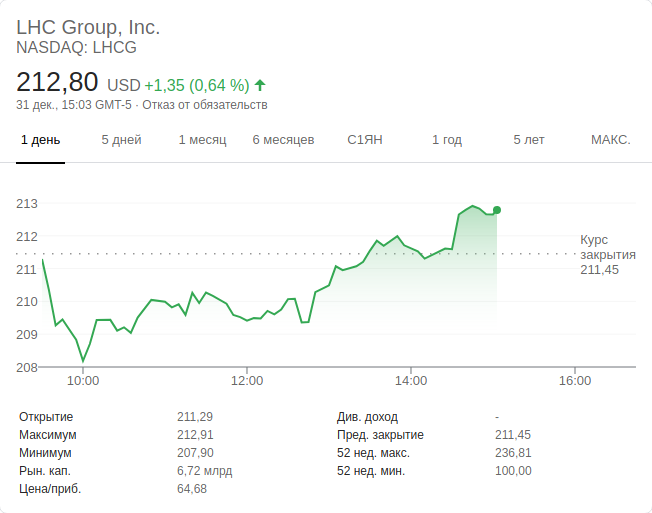 LHC Group, Inc.
NASDAQ: LHCG
212,80 USD +1,35 (0,64 %)
31 дек., 15:03 GMT-5 · Отказ от обязательств
1 день 5 дней 1 месяц 6 месяцев С1ЯН 1 год 5 лет МАКС.
213
212
211
210
209
208
Курс
закрытия
211,45
10:00 12:00 14:00 16:00
Открытие 211,29 Див. доход -
Максимум 212,91 Пред. закрытие 211,45
Минимум 207,90 52 нед. макс. 236,81
Рын. кап. 6,72 млрд 52 нед. мин. 100,00
Цена/приб. 64,68